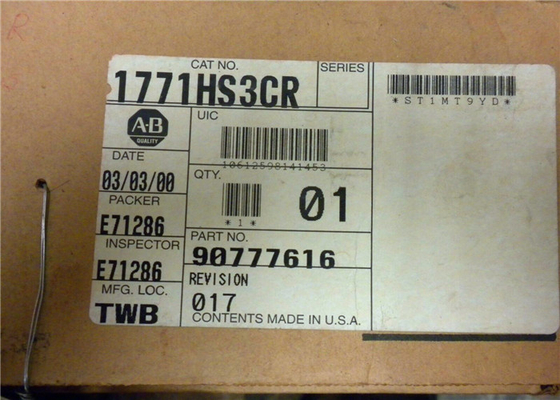 R
CAT NO.
SERIES
1771HS3CR
*ST1MT9YD*
A-B
QUALITY
UIC
10612598141453
DATE
03/03/00
QTY.
01
*1*
PACKER
E71286
PART NO.
90777616
INSPECTOR
E71286
REVISION
017
MFG. LOC.
TWB
CONTENTS MADE IN U.S.A.